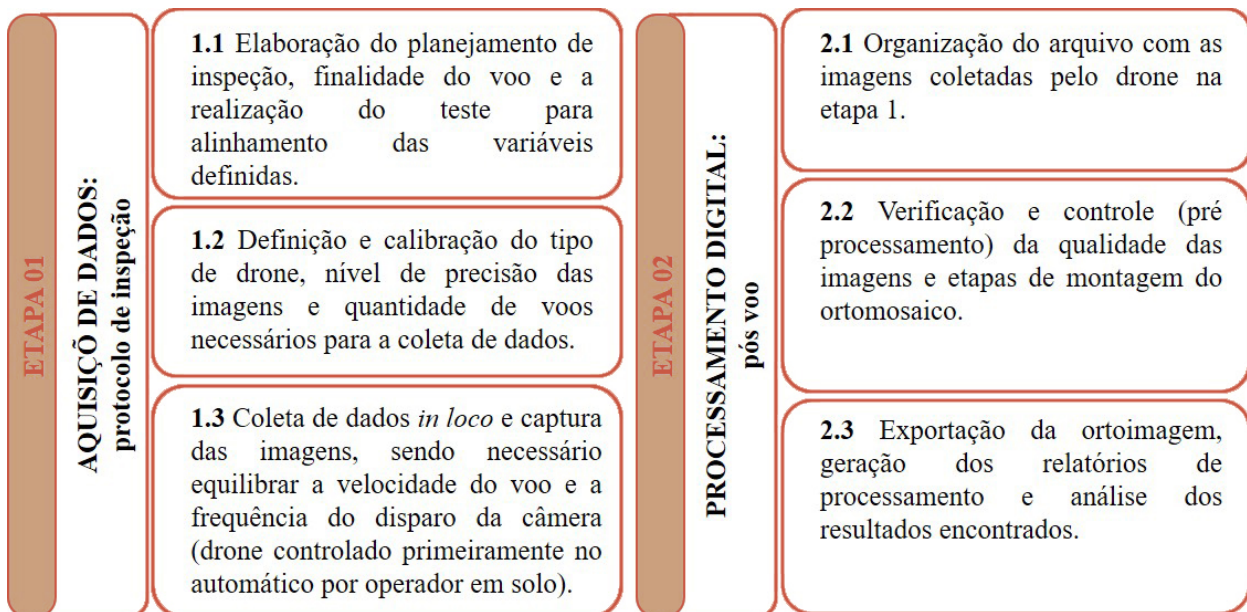 ETAPA 01
AQUISIÇÕ DE DADOS:
protocolo de inspeção
1.1 Elaboração do planejamento de
inspeção, finalidade do voo e a
realização do teste para
alinhamento das variáveis
definidas.
1.2 Definição e calibração do tipo
de drone, nível de precisão das
imagens e quantidade de voos
necessários para a coleta de dados.
1.3 Coleta de dados in loco e captura
das imagens, sendo necessário
equilibrar a velocidade do voo e a
frequência do disparo da câmera
(drone controlado primeiramente no
automático por operador em solo).
ETAPA 02
PROCESSAMENTO DIGITAL:
pós voo
2.1 Organização do arquivo com as
imagens coletadas pelo drone na
etapa 1.
2.2 Verificação e controle (pré
processamento) da qualidade das
imagens e etapas de montagem do
ortomosaico.
2.3 Exportação da ortoimagem,
geração dos relatórios de
processamento e análise dos
resultados encontrados.